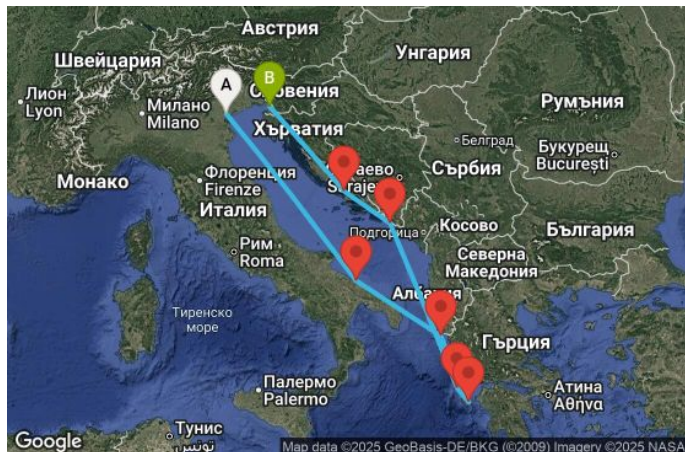 Австрия
Швейцария
Унгария
Лион
Lyon
A
B
Словения
Милано
Milano
Румъния
Хърватия
Белград
Букурещ
București
Сърбия
Флоренция
Firenze
Монако
Италия
Подгорица
Косово
България
Рим
Roma
Северна
Македония
Албания
Тиренско
море
Гърция
Палермо
Palermo
Атина
Αθήνα
Тунис
تونس
Google
Map data ©2025 GeoBasis-DE/BKG (©2009) Imagery ©2025 NASA